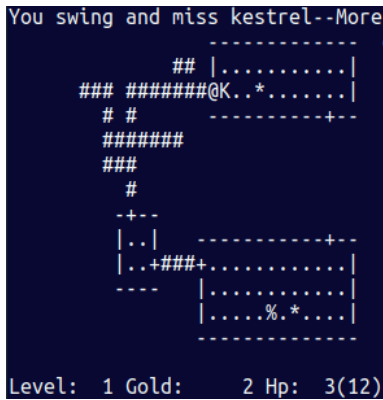 You swing and miss kestrel--More
             -------------
          ## |...........|
  ### #######@K..*.......|
    # #      ----------+--
    #######
    ###
      #
     -+--
     |..|   -----------+--
     |..+###+............|
     ----   |............|
            |.....%.*....|
            --------------
Level:  1 Gold:     2 Hp:  3(12)